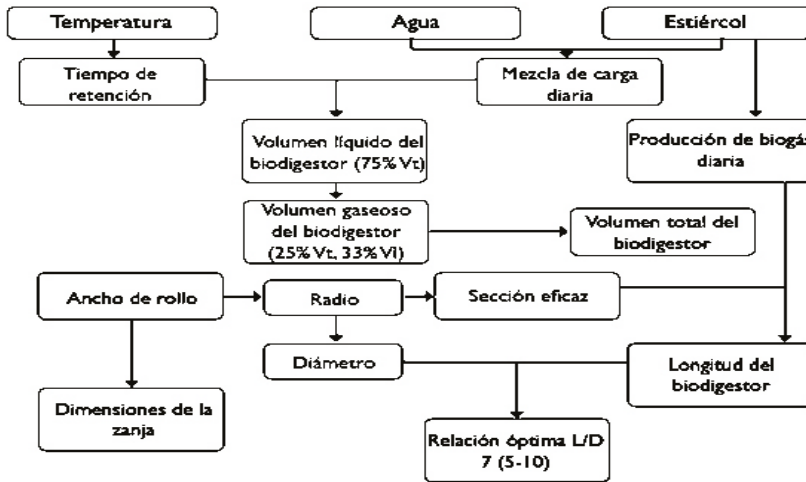 Temperatura
Agua
Estiércol
Tiempo de
retención
Mezcla de carga
diaria
Volumen líquido del
biodigestor (75% Vt)
Producción de biogás
diaria
Volumen gaseoso
del biodigestor
(25% Vt, 33% Vl)
Volumen total del
biodigestor
Ancho de rollo
Radio
Sección eficaz
Diámetro
Longitud del
biodigestor
Dimensiones de la
zanja
Relación óptima L/D
7 (5-10)